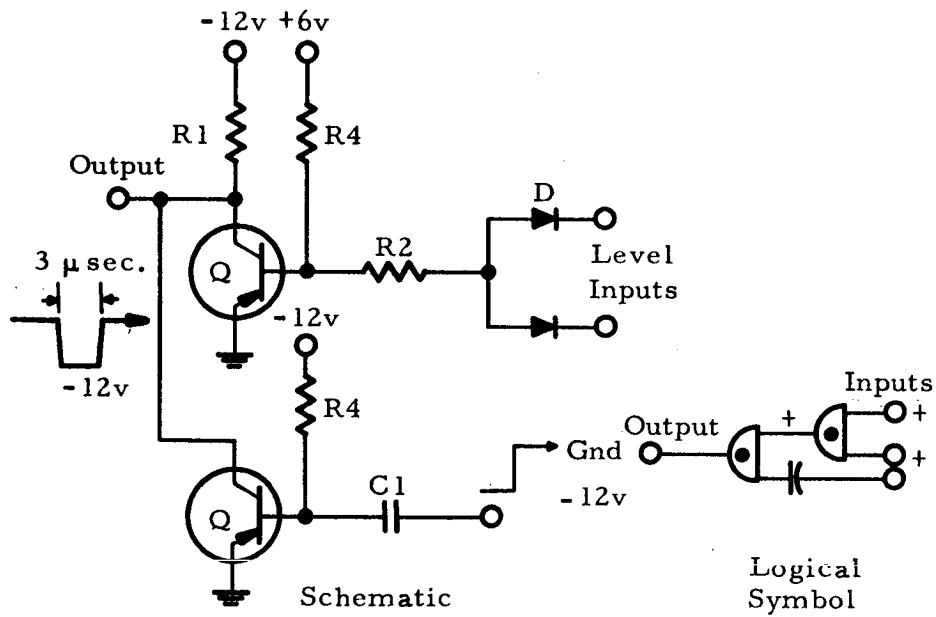 -12v +6v
R1
R4
Output
D
3 μsec.
Q
R2
Level
Inputs
-12v
-12v
R4
Inputs
+
+
Output
+
Gnd
-12v
C1
Q
Schematic
Logical
Symbol